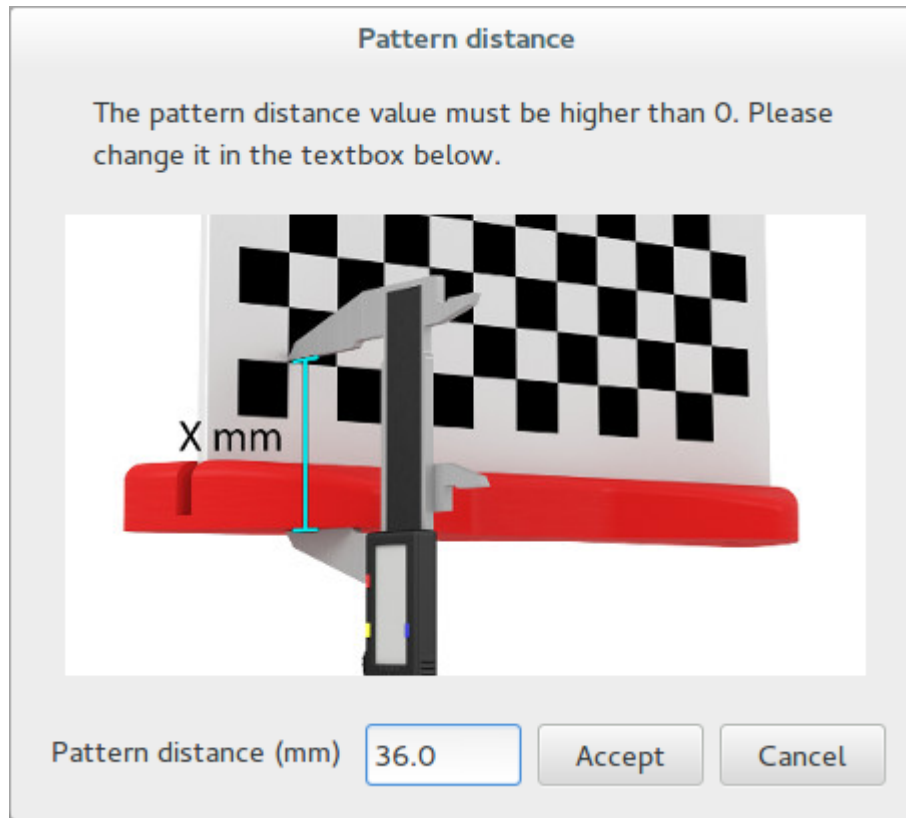 Pattern distance
The pattern distance value must be higher than 0. Please
change it in the textbox below.
X mm
Pattern distance (mm) 36.0 Accept Cancel